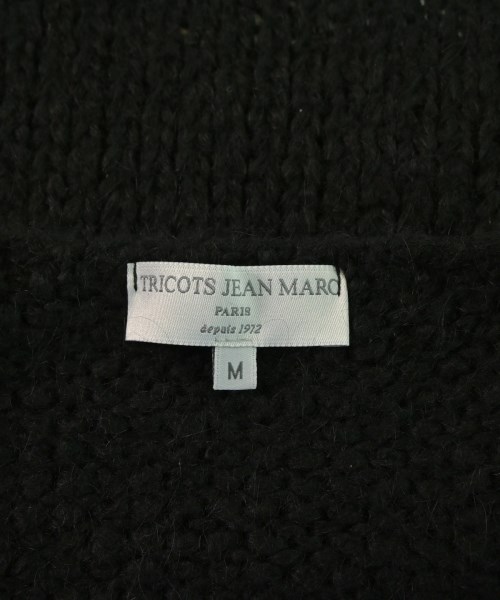 TRICOTS JEAN MARC
PARIS
depuis 1972
M